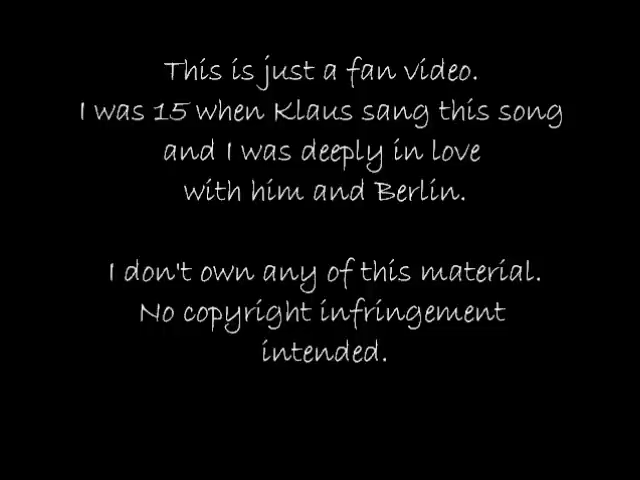 This is just a fan video.
I was 15 when Klaus sang this song
and I was deeply in love
with him and Berlin.
I don't own any of this material.
No copyright infringement
intended.